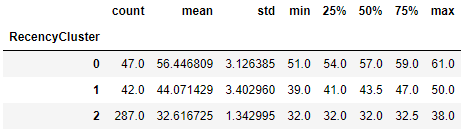 count mean std min 25% 50% 75% max
RecencyCluster
0 47.0 56.446809 3.126385 51.0 54.0 57.0 59.0 61.0
1 42.0 44.071429 3.402960 39.0 41.0 43.5 47.0 50.0
2 287.0 32.616725 1.342995 32.0 32.0 32.0 32.5 38.0